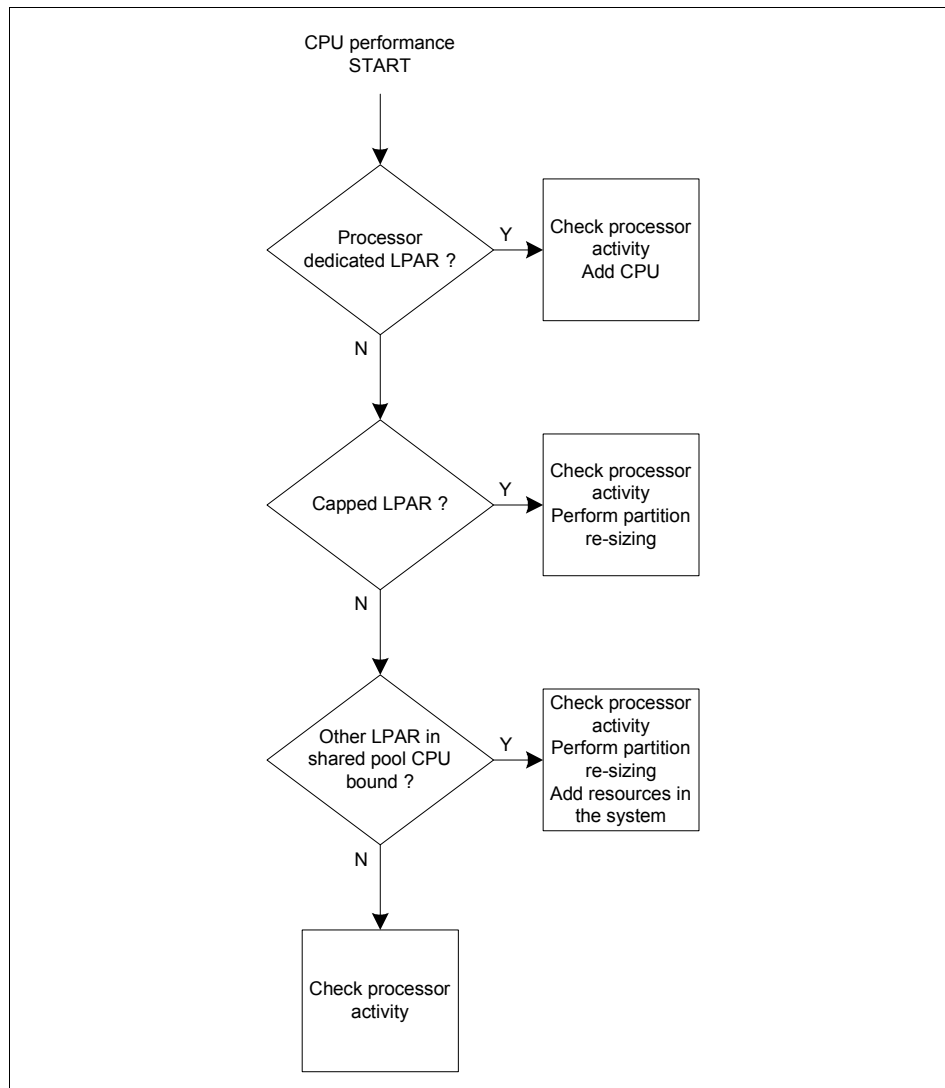 CPU performance
START
Processor
dedicated LPAR ?
Y
Check processor
activity
Add CPU
N
Capped LPAR ?
Y
Check processor
activity
Perform partition
re-sizing
N
Other LPAR in
shared pool CPU
bound ?
Y
Check processor
activity
Perform partition
re-sizing
Add resources in
the system
N
Check processor
activity